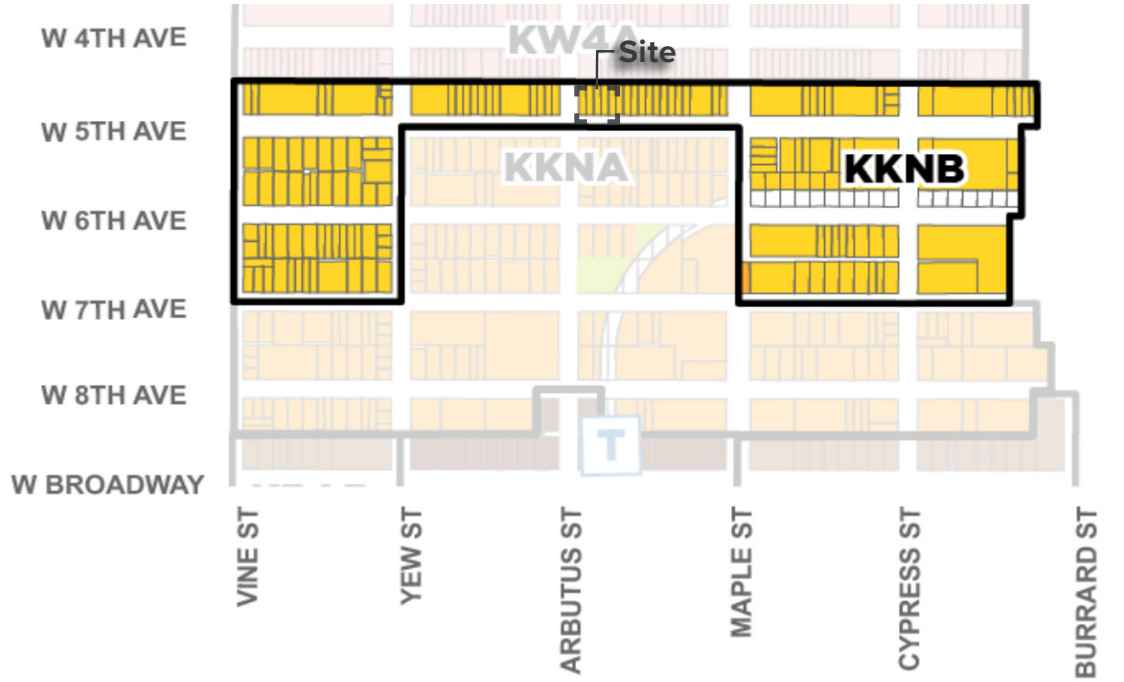 W 4TH AVE
KW4A
Site
W 5TH AVE
KKNA
KKNB
W 6TH AVE
W 7TH AVE
W 8TH AVE
T
W BROADWAY
VINE ST
YEW ST
ARBUTUS ST
MAPLE ST
CYPRESS ST
BURRARD ST